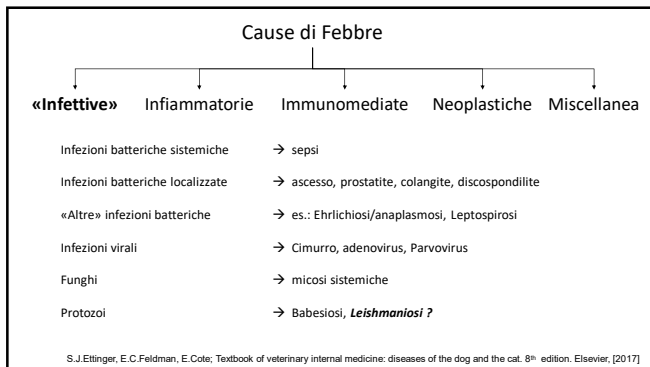 Cause di Febbre
«Infettive» Infiammatorie Immunomediate Neoplastiche Miscellanea
Infezioni batteriche sistemiche → sepsi
Infezioni batteriche localizzate → ascesso, prostatite, colangite, discospondilite
«Altre» infezioni batteriche → es.: Ehrlichiosi/anaplasmosi, Leptospirosi
Infezioni virali → Cimurro, adenovirus, Parvovirus
Funghi → micosi sistemiche
Protozoi → Babesiosi, Leishmaniosi ?
S.J.Ettinger, E.C.Feldman, E.Cote; Textbook of veterinary internal medicine: diseases of the dog and the cat. 8th edition. Elsevier, [2017]